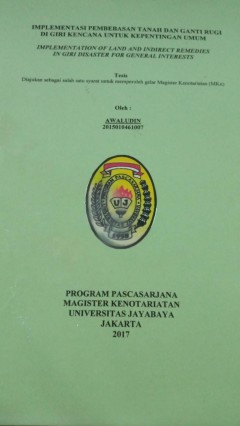 IMPLEMENTASI PEMBEBASAN TANAH DAN GANTI RUGI
DI GIRI KENCANA UNTUK KEPENTINGAN UMUM
IMPLEMENTATION OF LAND AND INDIRECT REMEDIES
IN GIRI DISASTER FOR GENERAL INTERESTS
Tesis
Diajukan sebagai salah satu syarat untuk memperoleh gelar Magister Kenotariatan (MKn)
Oleh :
AWALUDIN
2015010461007
UJ
PROGRAM PASCASARJANA
MAGISTER KENOTARIATAN
UNIVERSITAS JAYABAYA
JAKARTA
2017